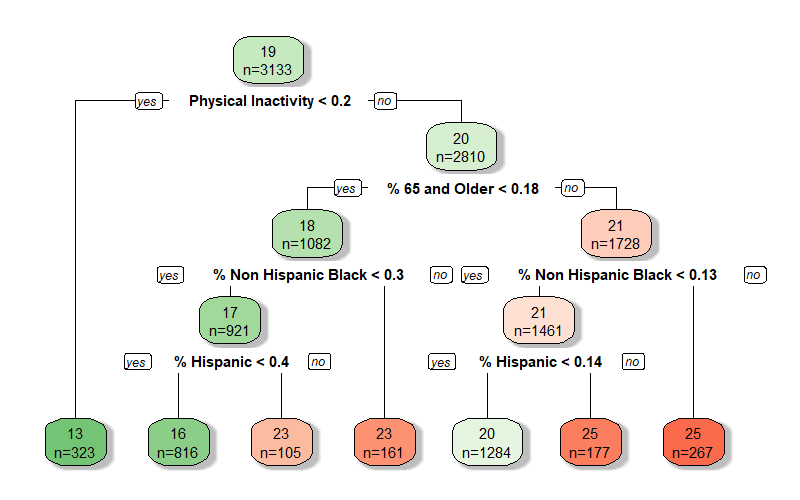 19
n=3133
yes Physical Inactivity < 0.2 no
20
n=2810
yes % 65 and Older < 0.18 no
18
n=1082
21
n=1728
yes % Non Hispanic Black < 0.3 no
yes % Non Hispanic Black < 0.13 no
17
n=921
21
n=1461
yes % Hispanic < 0.4 no
yes % Hispanic < 0.14 no
13
n=323
16
n=816
23
n=105
23
n=161
20
n=1284
25
n=177
25
n=267